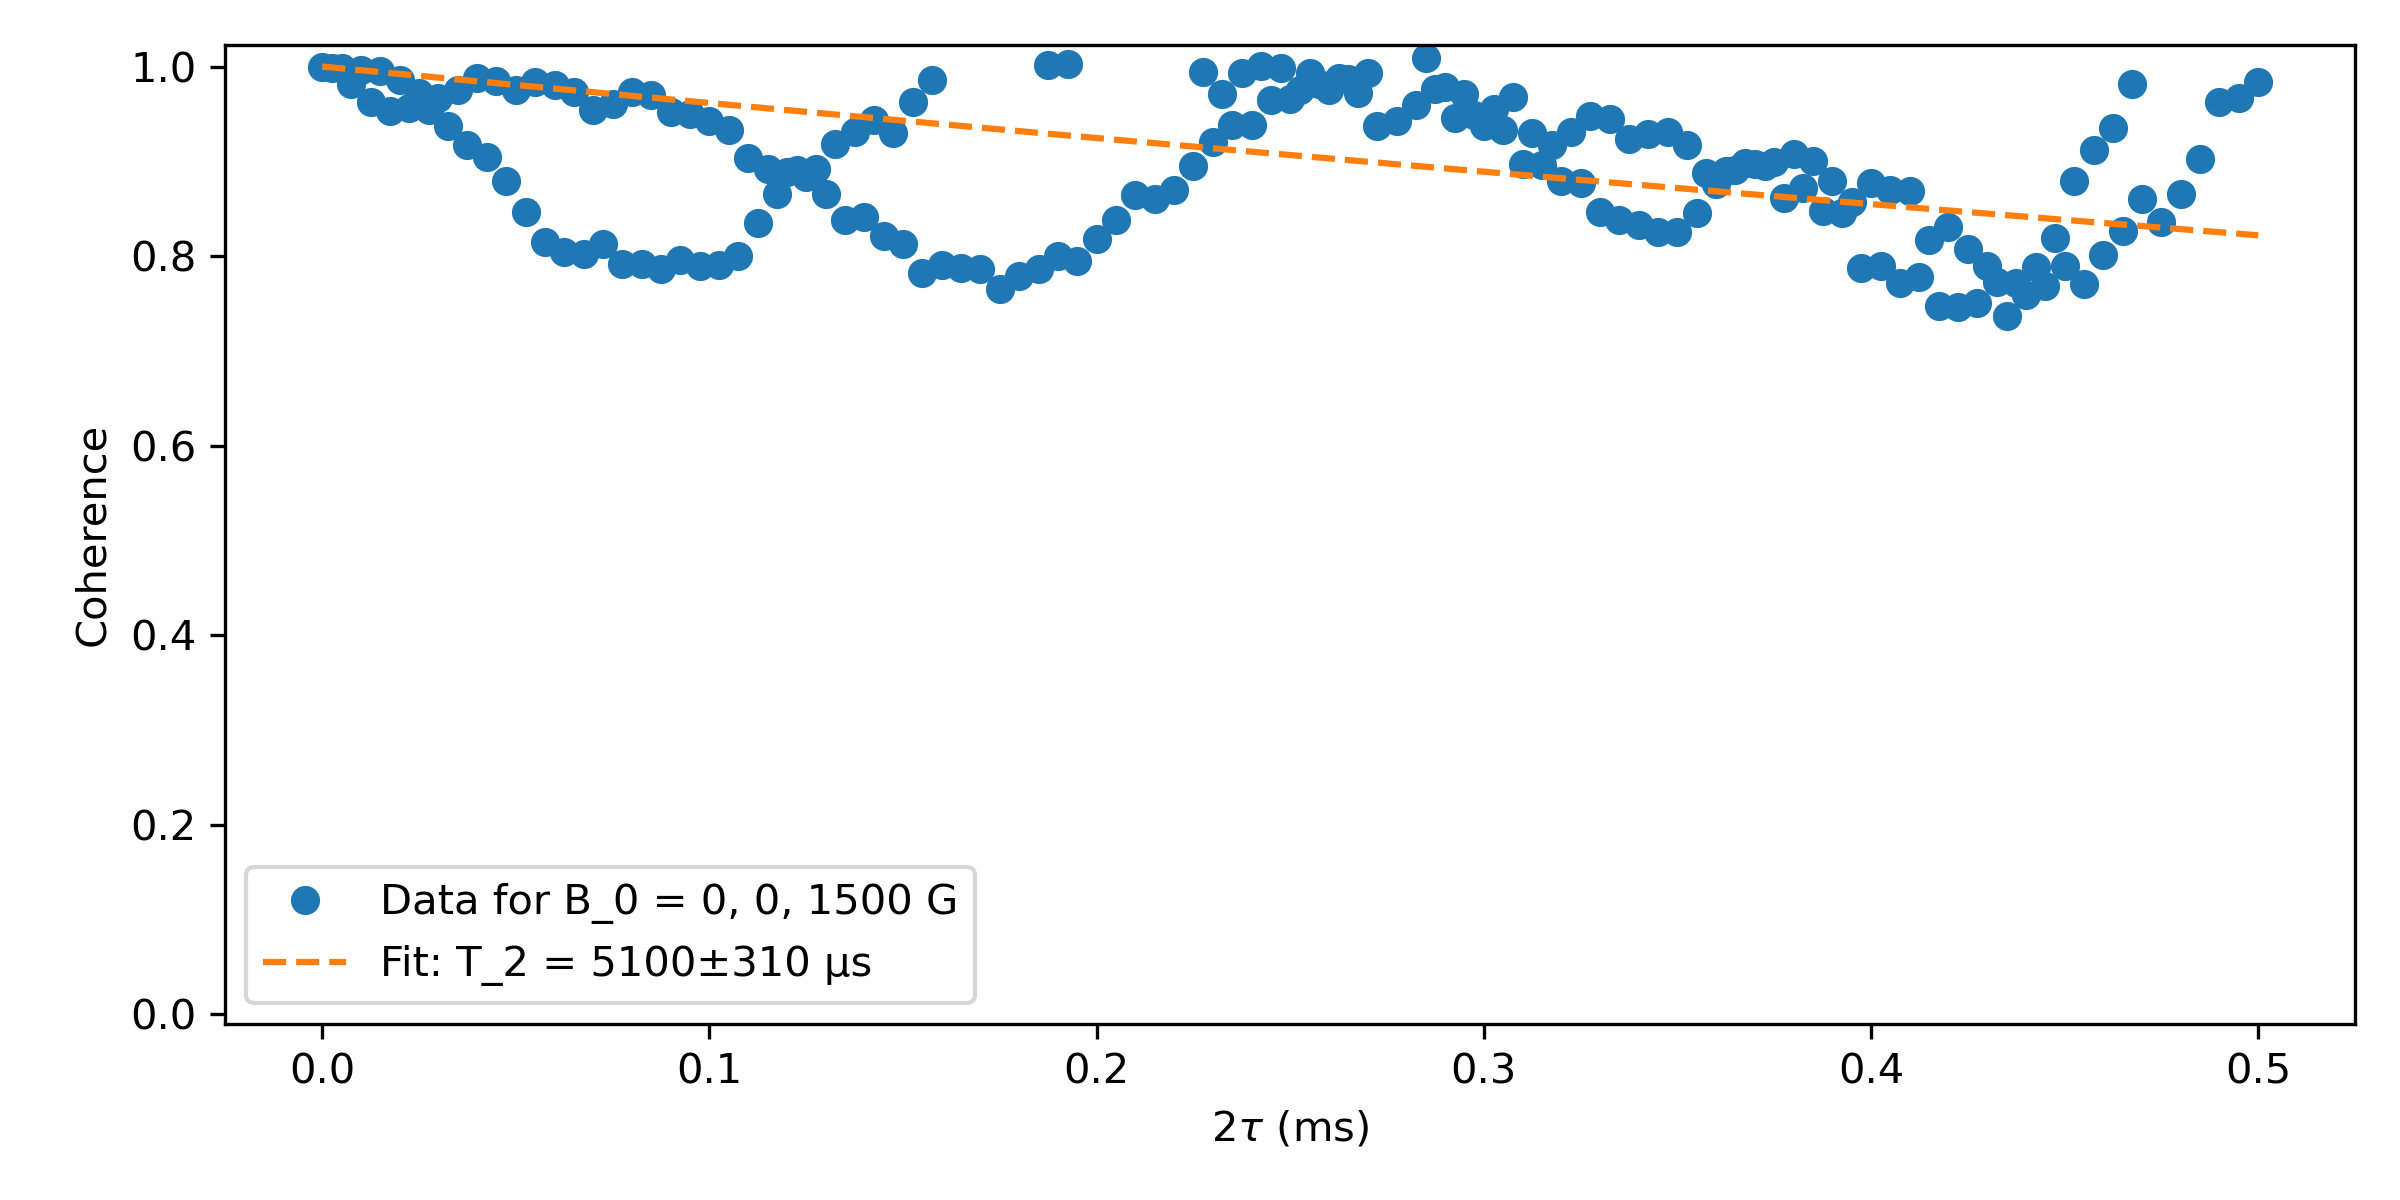 1.0
0.8
0.6
0.4
0.2
0.0
Coherence
Data for B_0 = 0, 0, 1500 G
Fit: T_2 = 5100±310 μs
0.0 0.1 0.2 0.3 0.4 0.5
2τ (ms)